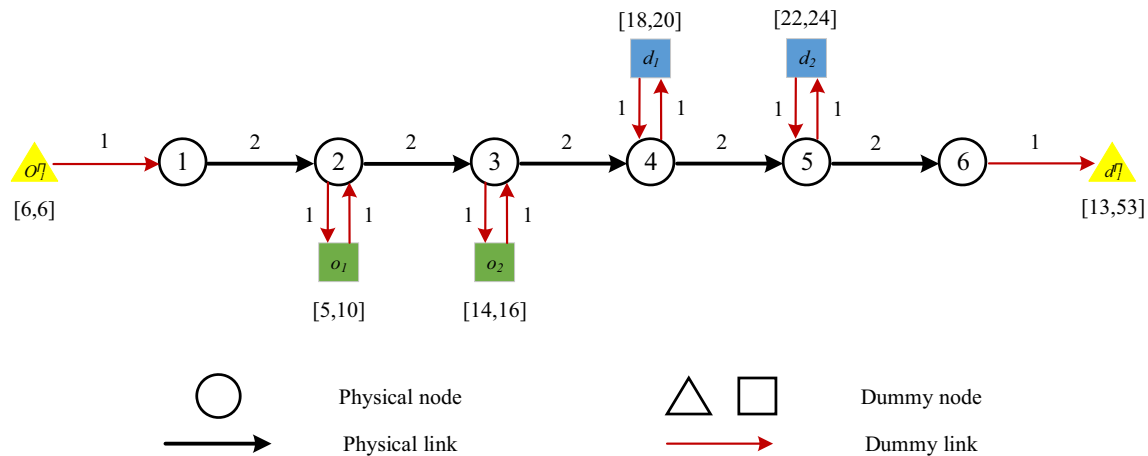 [18,20] [22,24]
d1 d2
1 1 1 1
1 2 2 2 2 2 1
1 2 3 4 5 6
[6,6] [13,53]
1 1 1 1
o1 o2
[5,10] [14,16]
Physical node Dummy node
Physical link Dummy link